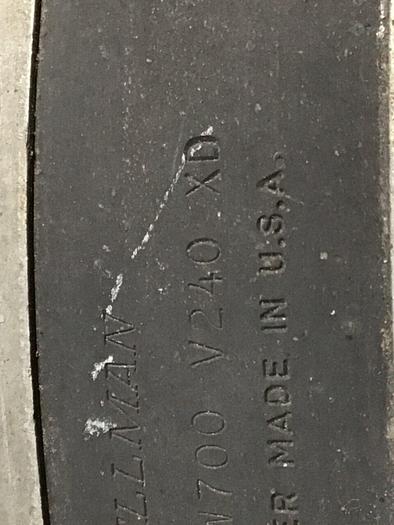 LLMAN
W700 V240 XD
ER MADE IN U.S.A.